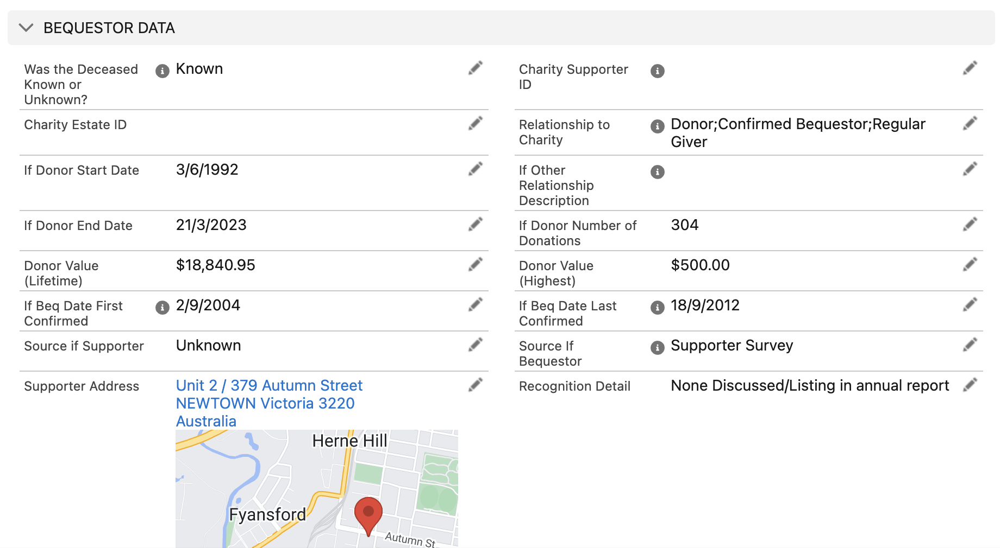 BEQUESTOR DATA
Was the Deceased
Known or
Unknown?
Known
Charity Supporter
ID
Charity Estate ID
Relationship to
Charity
Donor;Confirmed Bequestor;Regular
Giver
If Donor Start Date
3/6/1992
If Other
Relationship
Description
If Donor End Date
21/3/2023
If Donor Number of
Donations
304
Donor Value
(Lifetime)
$18,840.95
Donor Value
(Highest)
$500.00
If Beq Date First
Confirmed
2/9/2004
If Beq Date Last
Confirmed
18/9/2012
Source if Supporter
Unknown
Source If
Bequestor
Supporter Survey
Supporter Address
Unit 2 / 379 Autumn Street
NEWTOWN Victoria 3220
Australia
Recognition Detail
None Discussed/Listing in annual report
Herne Hill
Fyansford
Autumn St